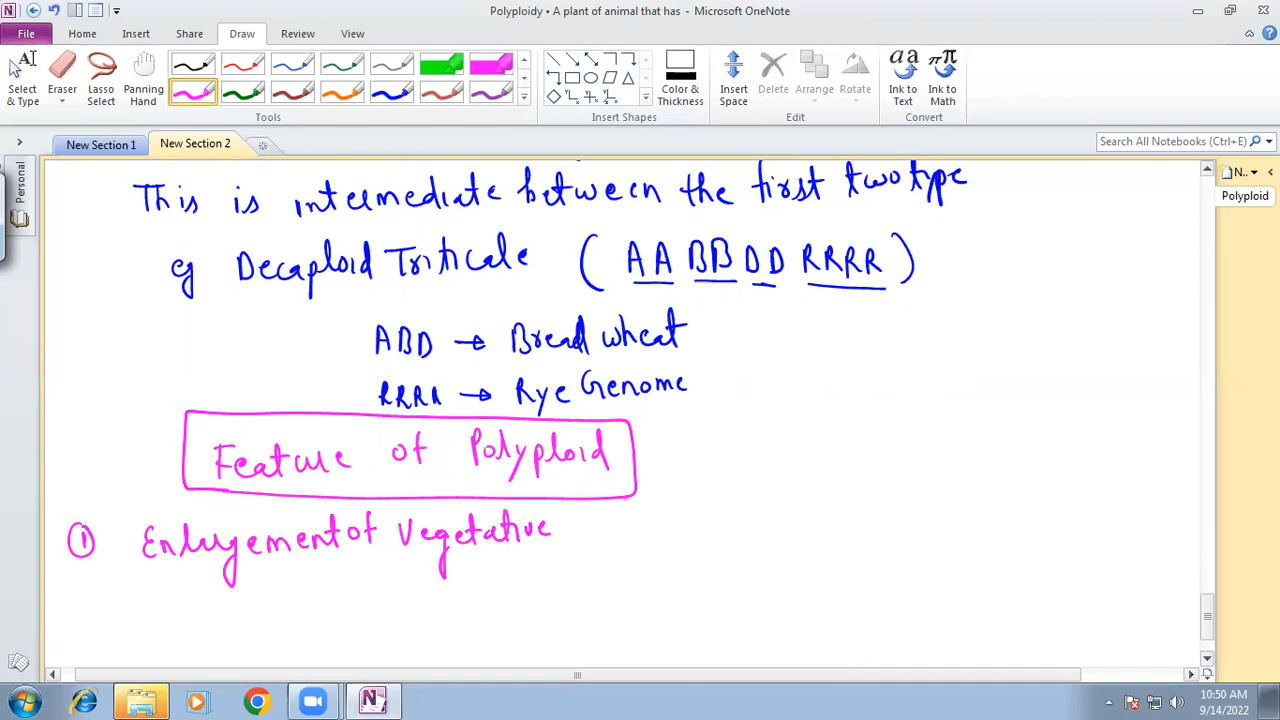 Polyploidy - A plant of animal that has - Microsoft OneNote
File Home Insert Share Draw Review View
Select & Type Eraser Lasso Select Panning Hand Color & Thickness Insert Space Delete Arrange Rotate Ink to Text Ink to Math
Tools Insert Shapes Edit Convert
New Section 1 New Section 2 Search All Notebooks (Ctrl+E)
Personal
N..
Polyploid
This is intermediate between the first two type
eg Decaploid Triticale ( AA BB DD RRRR )
ABD → Bread wheat
RRRR → Rye Genome
Feature of Polyploid
① Enlugement of Vegetative
10:50 AM
9/14/2022